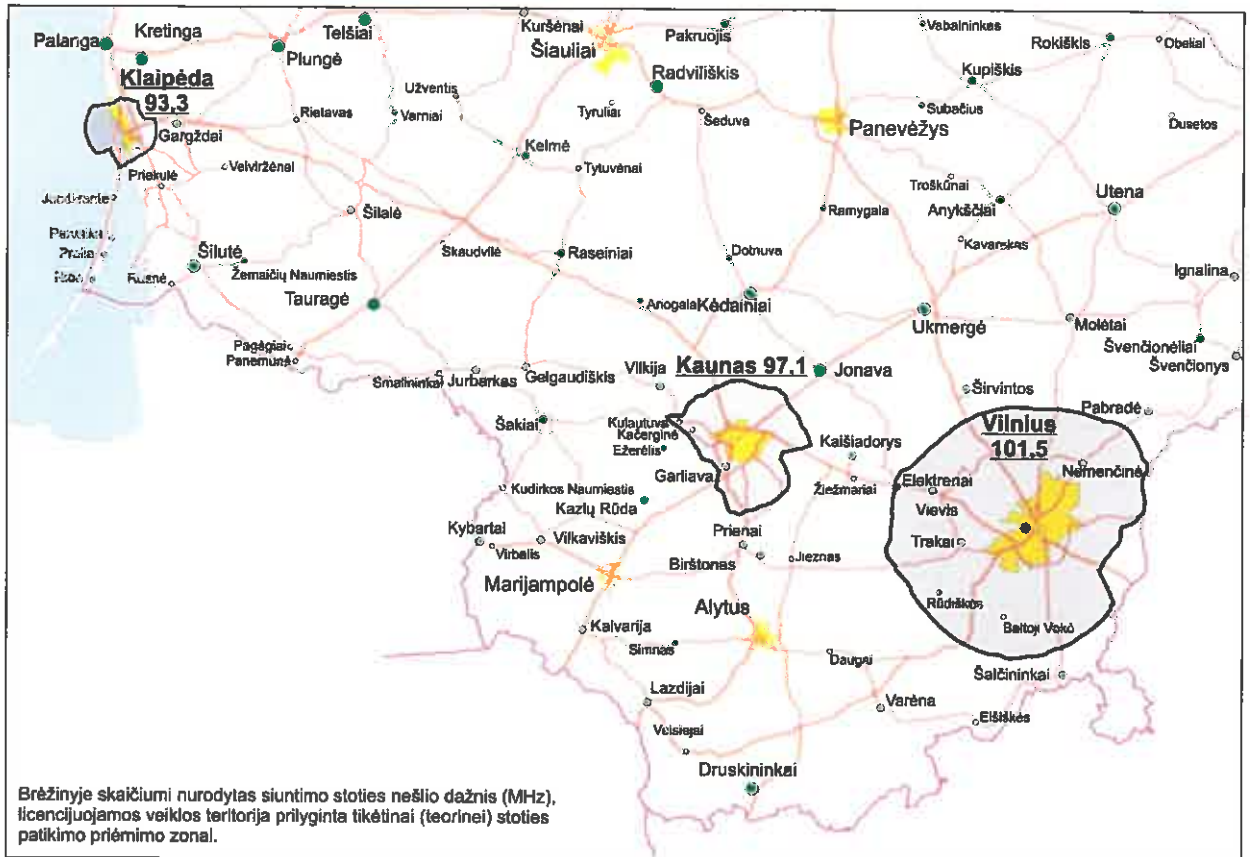 Telšiai
Kretinga
Palanga
Plungė
Kuršėnai
Šiauliai
Pakruojis
Vabalninkas
Rokiškis
Obeliai
Klaipėda
93,3
Radviliškis
Kupiškis
Užventis
Rietavas
Varniai
Tyruliai
Šeduva
Subačius
Dusetos
Gargždai
Panevėžys
Kelmė
Priekulė
Tytuvėnai
Troškūnai
Utena
Anykščiai
Šilalė
Ramygala
Kavarskas
Šilutė
Skaudvilė
Raseiniai
Dotnuva
Žemaičių Naumiestis
Ignalina
Rusnė
Tauragė
Ariogala
Kėdainiai
Ukmergė
Molėtai
Švenčionėliai
Pagėgiai
Panemunė
Švenčionys
Smalininkai
Jurbarkas
Gelgaudiškis
Vilkija
Kaunas 97,1
Jonava
Širvintos
Pabradė
Šakiai
Kulautuva
Kačerginė
Ežerėlis
Kaišiadorys
Vilnius
101,5
Nemenčinė
Garliava
Žiežmariai
Elektrėnai
Kudirkos Naumiestis
Kazlų Rūda
Vievis
Kybartai
Virbalis
Vilkaviškis
Prienai
Trakai
Birštonas
Jieznas
Marijampolė
Rūdiškės
Alytus
Baltoji Vokė
Kalvarija
Simnas
Daugai
Šalčininkai
Lazdijai
Varėna
Eišiškės
Veisiejai
Druskininkai
Brėžinyje skaičiumi nurodytas siuntimo stoties nešlio dažnis (MHz),
licencijuojamos veiklos teritorija prilyginta tikėtinai (teorinei) stoties
patikimo priėmimo zonai.